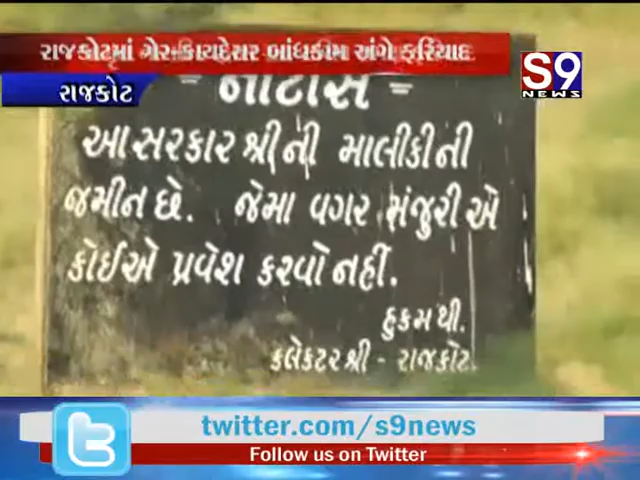 રાજકોટમાં ગેર-કાયદેસર બાંધકામ અંગે ફરિયાદ
S9
NEWS
રાજકોટ
= નોટીસ =
આ સરકાર શ્રી ની માલીકી ની
જમીન છે. જેમા વગર મંજુરી એ
કોઈએ પ્રવેશ કરવો નહીં.
હુકમ થી.
કલેકટર શ્રી - રાજકોટ
twitter.com/s9news
Follow us on Twitter